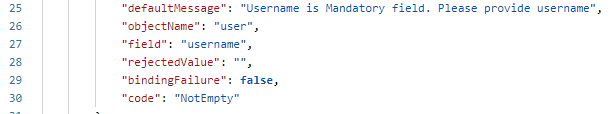 25 "defaultMessage": "Username is Mandatory field. Please provide username",
26 "objectName": "user",
27 "field": "username",
28 "rejectedValue": "",
29 "bindingFailure": false,
30 "code": "NotEmpty"